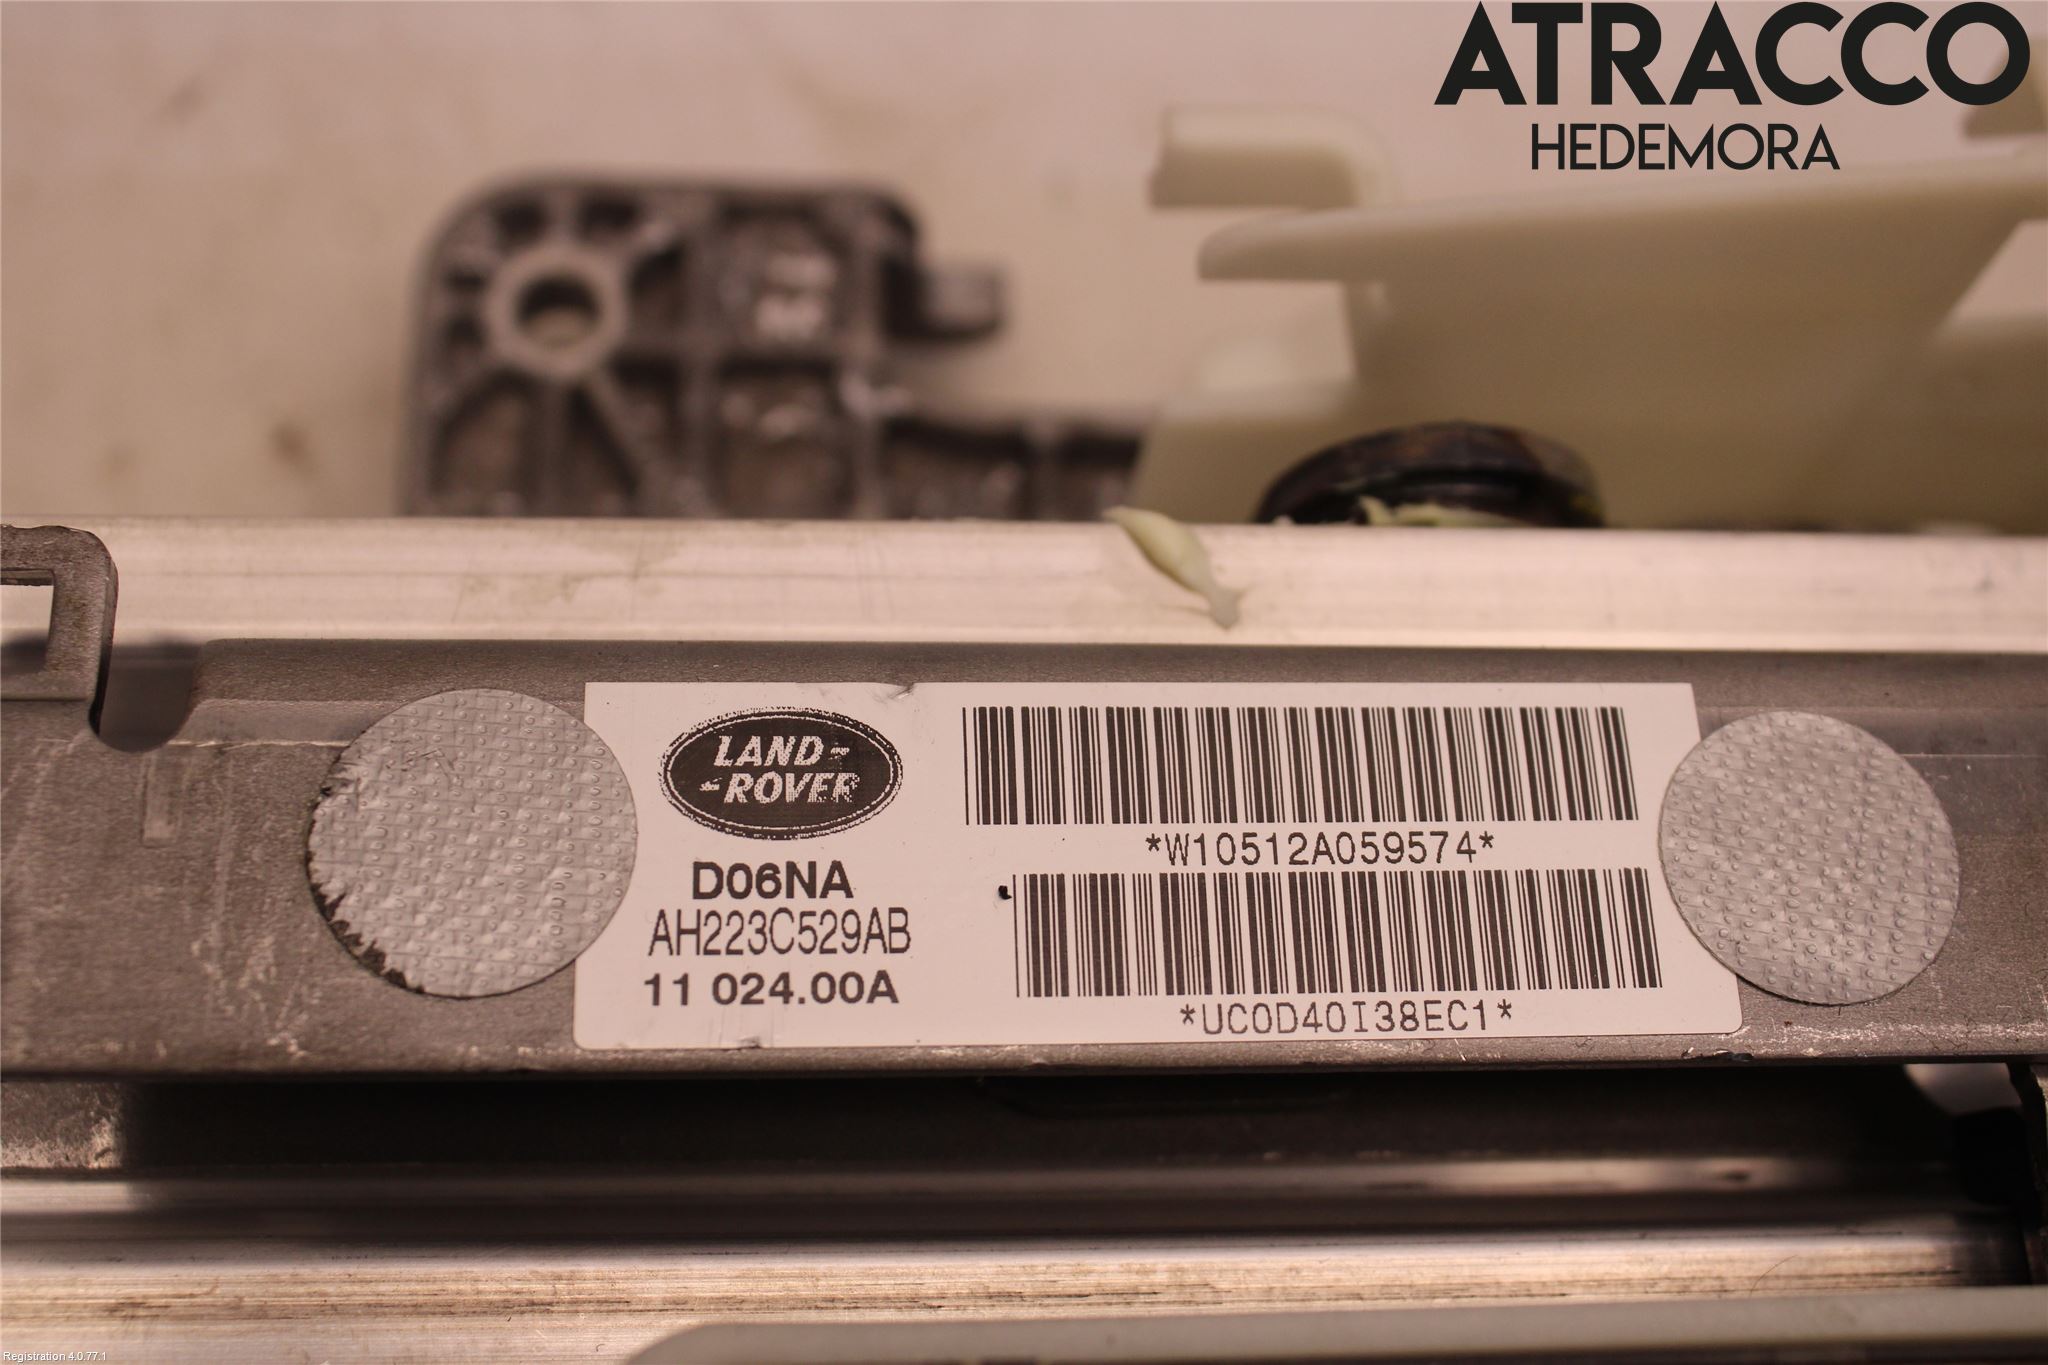 ATRACCO
HEDEMORA
LAND-
-ROVER
D06NA
AH223C529AB
11 024.00A
*W10512A059574*
*UC0D40I38EC1*
Registration 4.0.77.1